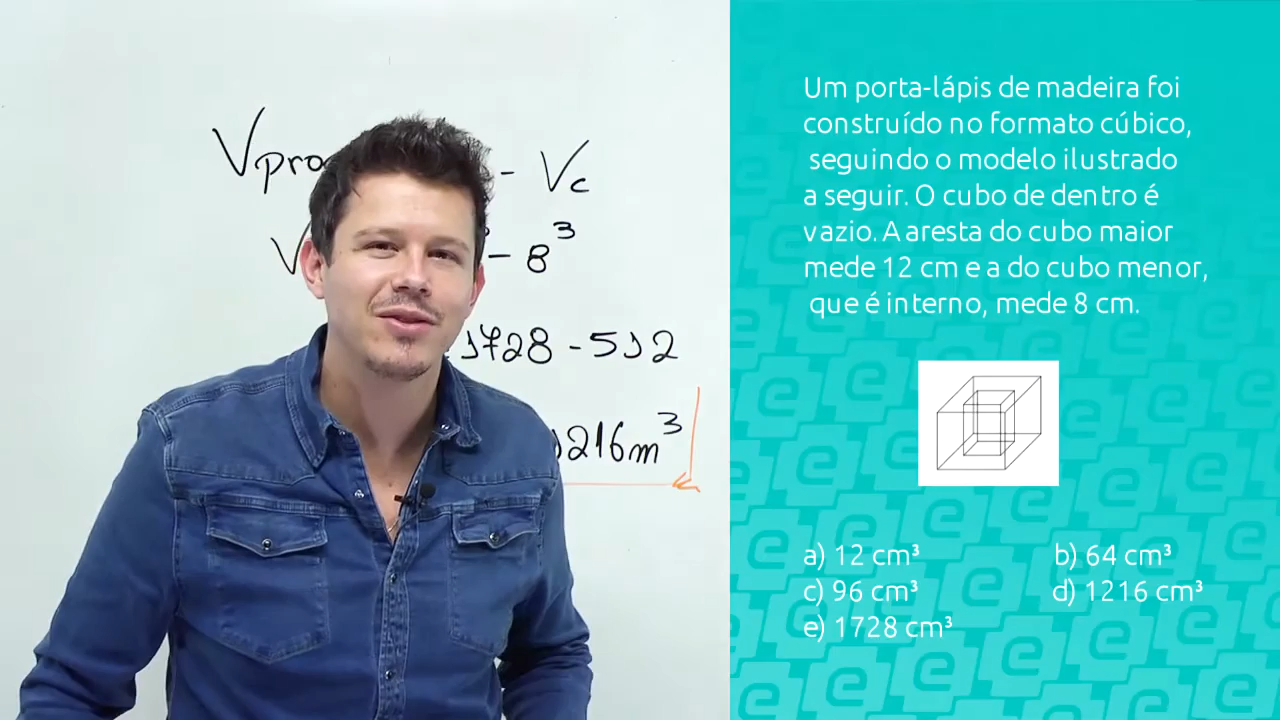 Vpro - Vc
V - 8³
1728 - 512
1216m³
Um porta-lápis de madeira foi
construído no formato cúbico,
seguindo o modelo ilustrado
a seguir. O cubo de dentro é
vazio. A aresta do cubo maior
mede 12 cm e a do cubo menor,
que é interno, mede 8 cm.
a) 12 cm³ b) 64 cm³
c) 96 cm³ d) 1216 cm³
e) 1728 cm³